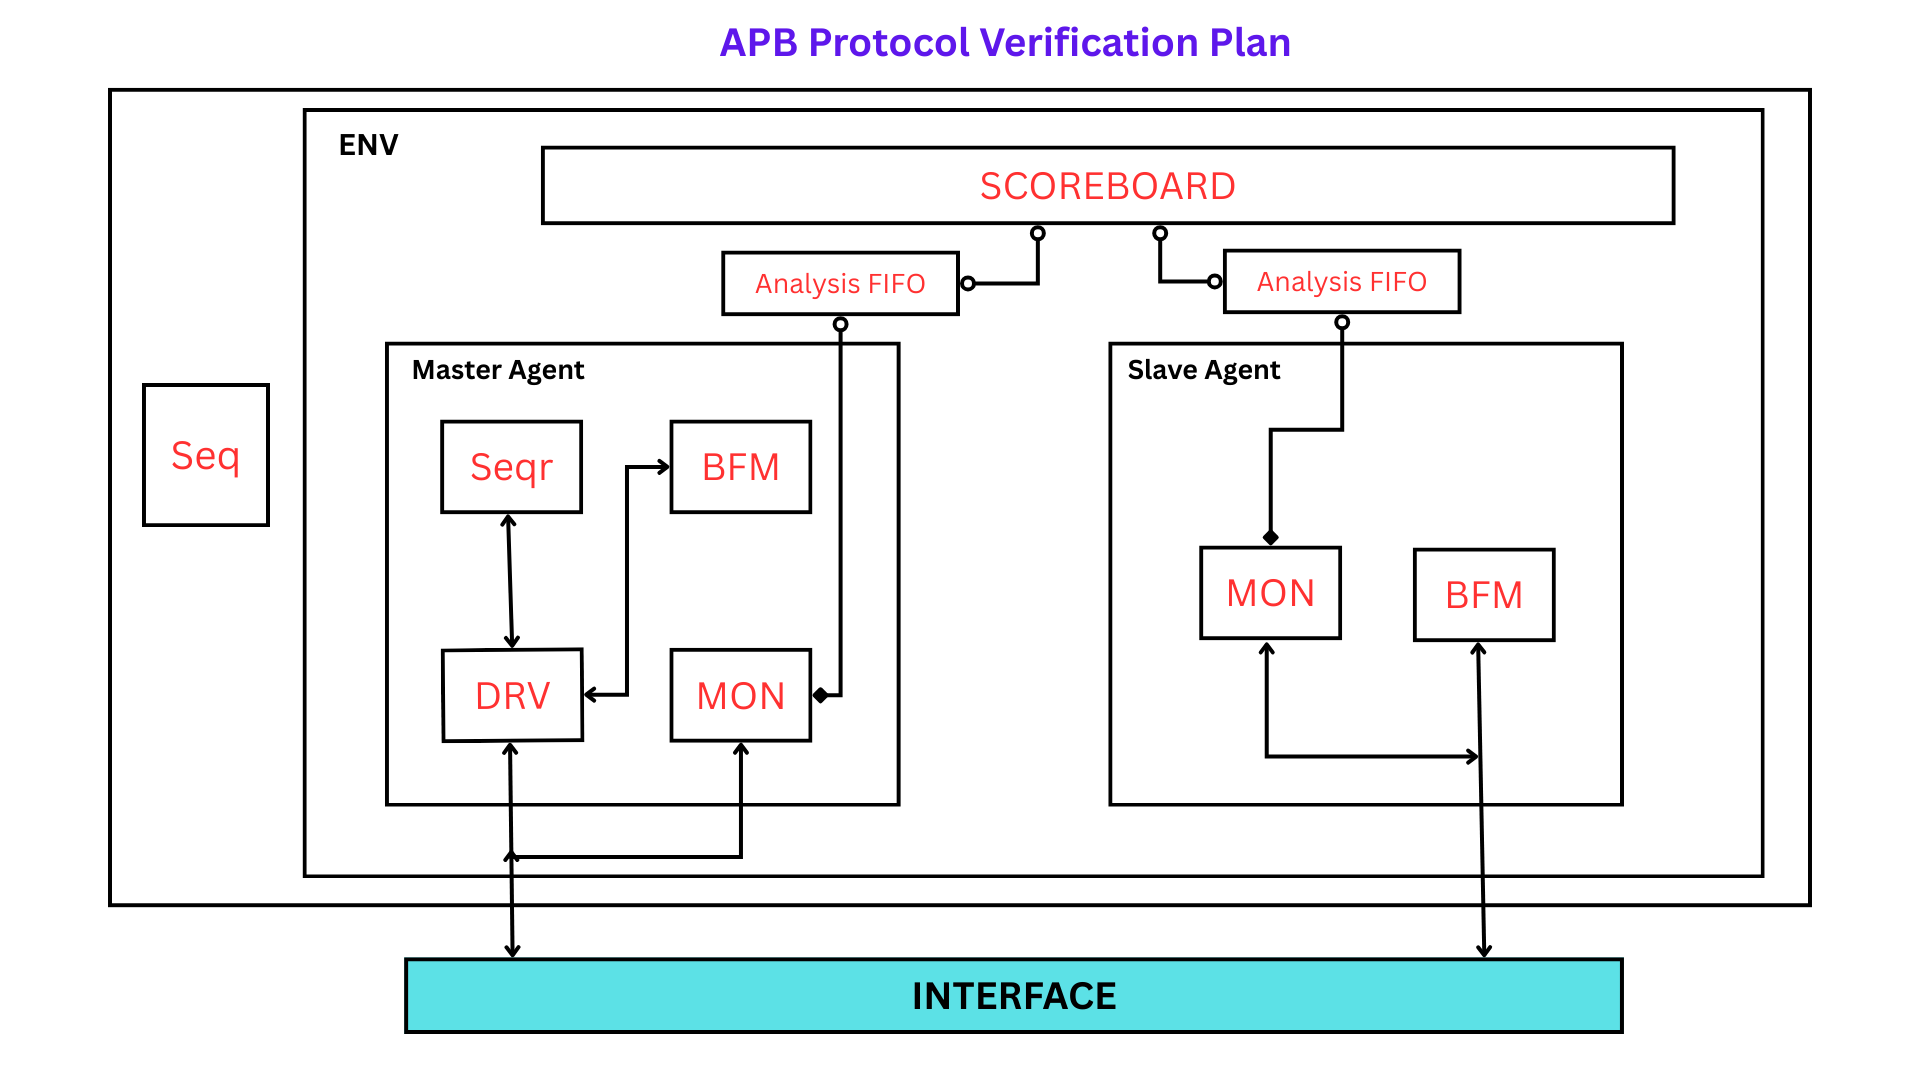 APB Protocol Verification Plan
ENV
SCOREBOARD
Analysis FIFO
Analysis FIFO
Master Agent
Slave Agent
Seq
Seqr
BFM
MON
BFM
DRV
MON
INTERFACE